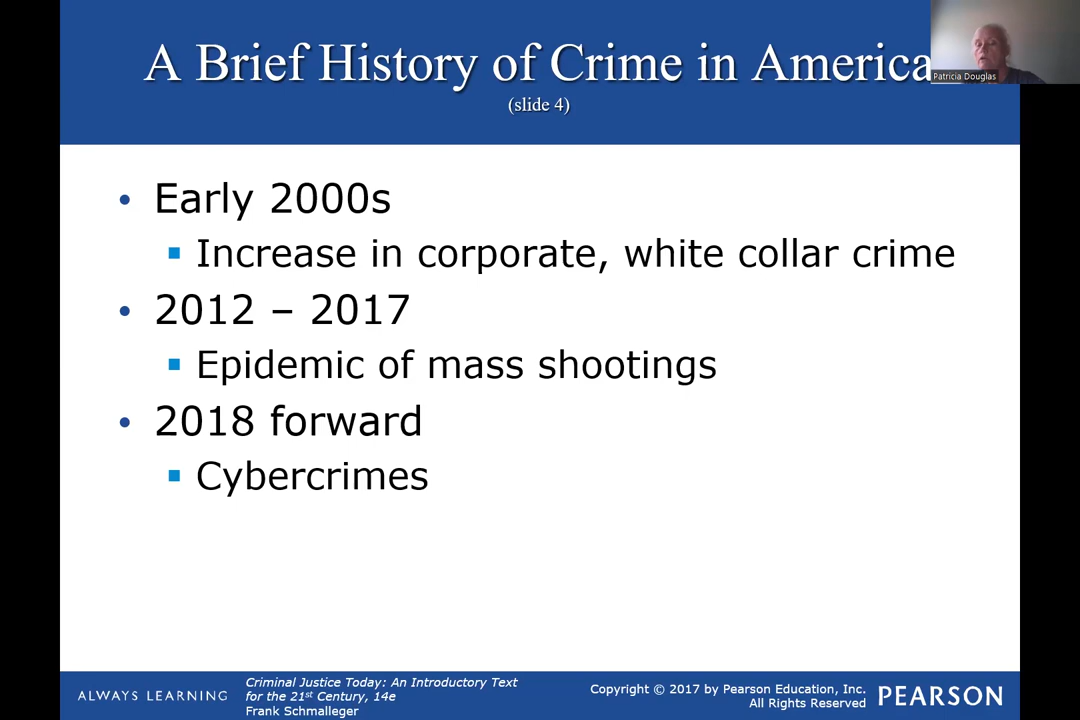 A Brief History of Crime in America
(slide 4)
Patricia Douglas
• Early 2000s
▪ Increase in corporate, white collar crime
• 2012 – 2017
▪ Epidemic of mass shootings
• 2018 forward
▪ Cybercrimes
ALWAYS LEARNING
Criminal Justice Today: An Introductory Text
for the 21st Century, 14e
Frank Schmalleger
Copyright © 2017 by Pearson Education, Inc.
All Rights Reserved
PEARSON